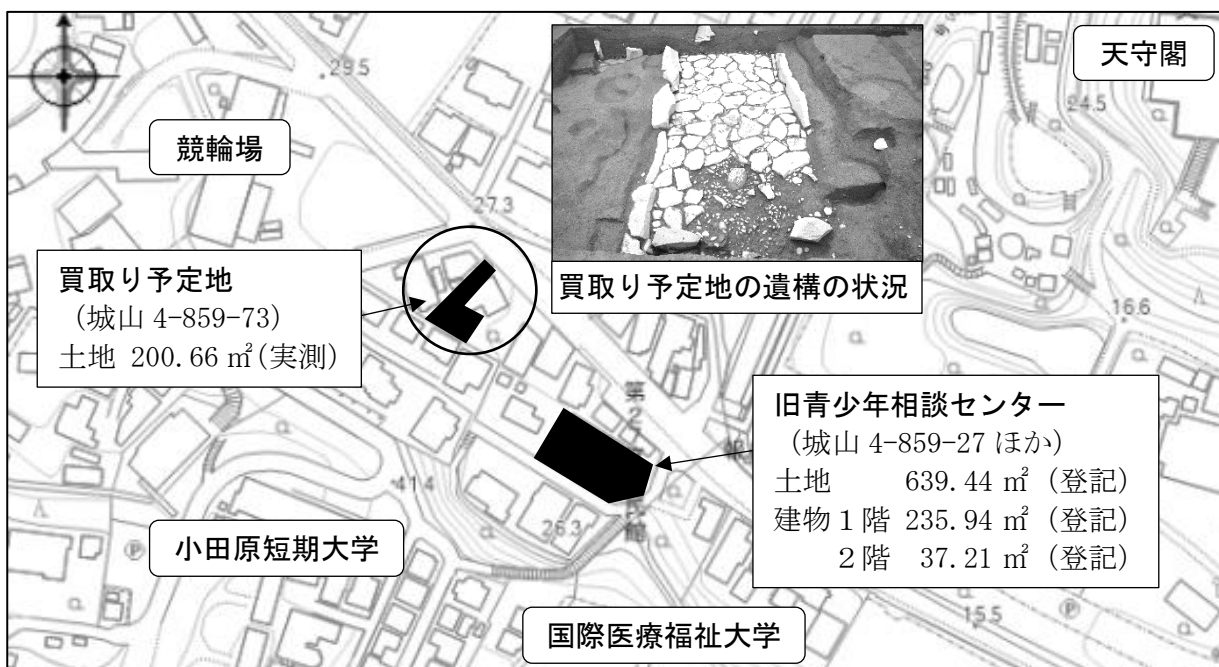 天守閣
29.5
24.5
競輪場
27.3
買取り予定地
（城山 4-859-73）
土地 200.66 ㎡(実測)
買取り予定地の遺構の状況
16.6
旧青少年相談センター
（城山 4-859-27 ほか）
土地 639.44 ㎡（登記）
建物１階 235.94 ㎡（登記）
２階 37.21 ㎡（登記）
第2
館
41.4
26.3
小田原短期大学
P
P
15.5
国際医療福祉大学